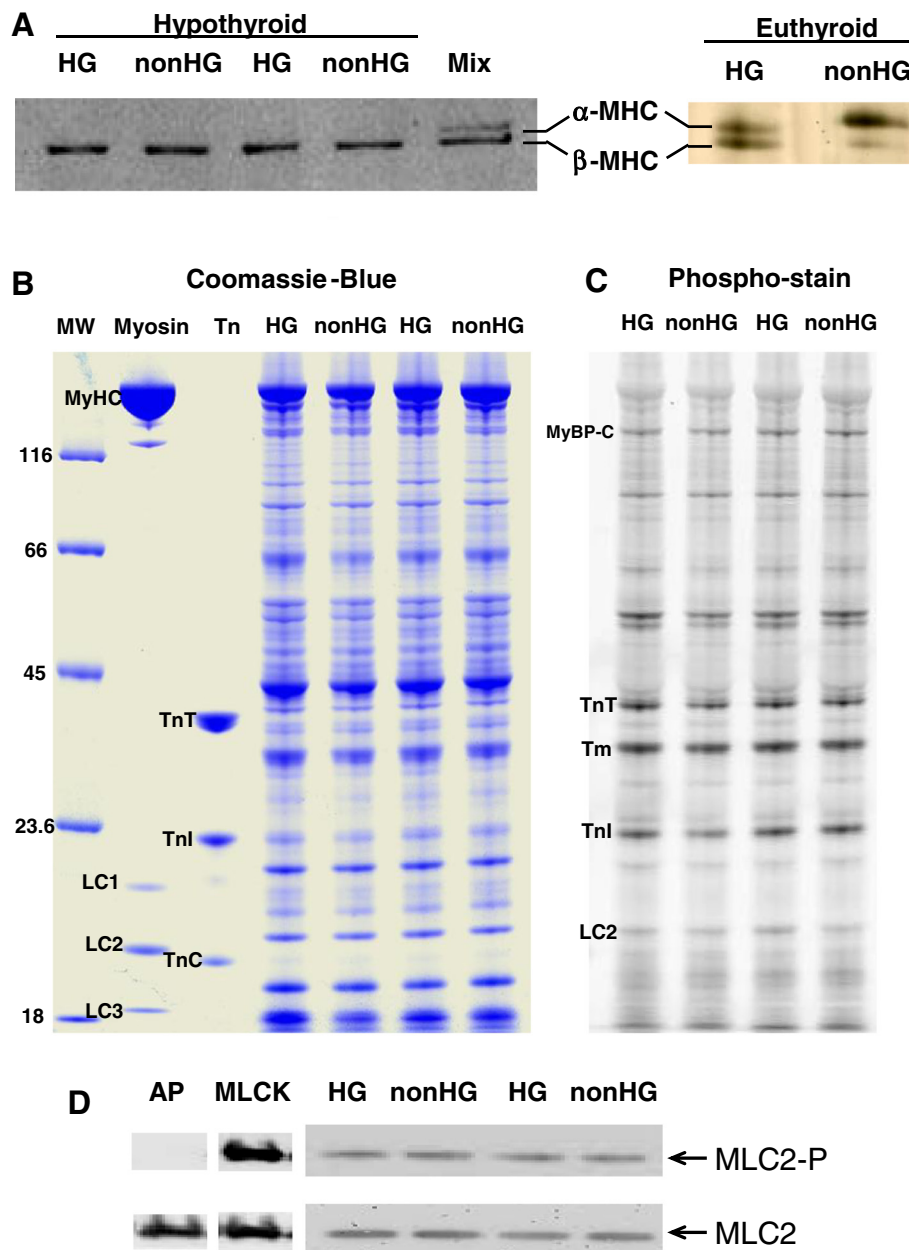 A
Hypothyroid
HG nonHG HG nonHG Mix
Euthyroid
HG nonHG
α-MHC
β-MHC
B
Coomassie-Blue
MW Myosin Tn HG nonHG HG nonHG
MyHC
116
66
45
TnT
23.6
TnI
LC1
LC2
TnC
LC3
18
C
Phospho-stain
HG nonHG HG nonHG
MyBP-C
TnT
Tm
TnI
LC2
D
AP MLCK HG nonHG HG nonHG
MLC2-P
MLC2